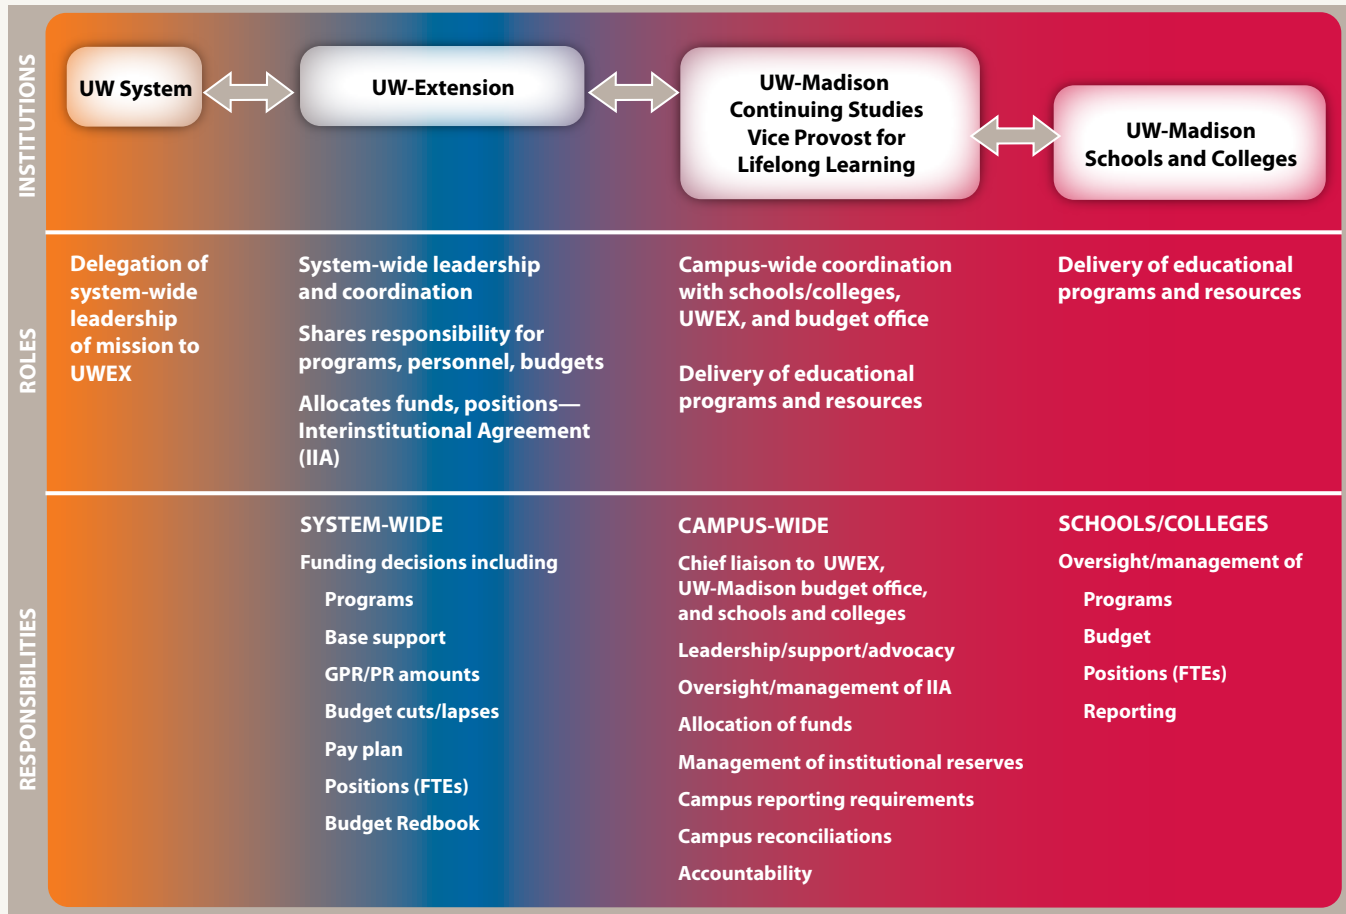 INSTITUTIONS
UW System
UW-Extension
UW-Madison
Continuing Studies
Vice Provost for
Lifelong Learning
UW-Madison
Schools and Colleges
ROLES
Delegation of
system-wide
leadership
of mission to
UWEX
System-wide leadership
and coordination
Shares responsibility for
programs, personnel, budgets
Allocates funds, positions—
Interinstitutional Agreement
(IIA)
Campus-wide coordination
with schools/colleges,
UWEX, and budget office
Delivery of educational
programs and resources
Delivery of educational
programs and resources
RESPONSIBILITIES
SYSTEM-WIDE
Funding decisions including
Programs
Base support
GPR/PR amounts
Budget cuts/lapses
Pay plan
Positions (FTEs)
Budget Redbook
CAMPUS-WIDE
Chief liaison to UWEX,
UW-Madison budget office,
and schools and colleges
Leadership/support/advocacy
Oversight/management of IIA
Allocation of funds
Management of institutional reserves
Campus reporting requirements
Campus reconciliations
Accountability
SCHOOLS/COLLEGES
Oversight/management of
Programs
Budget
Positions (FTEs)
Reporting